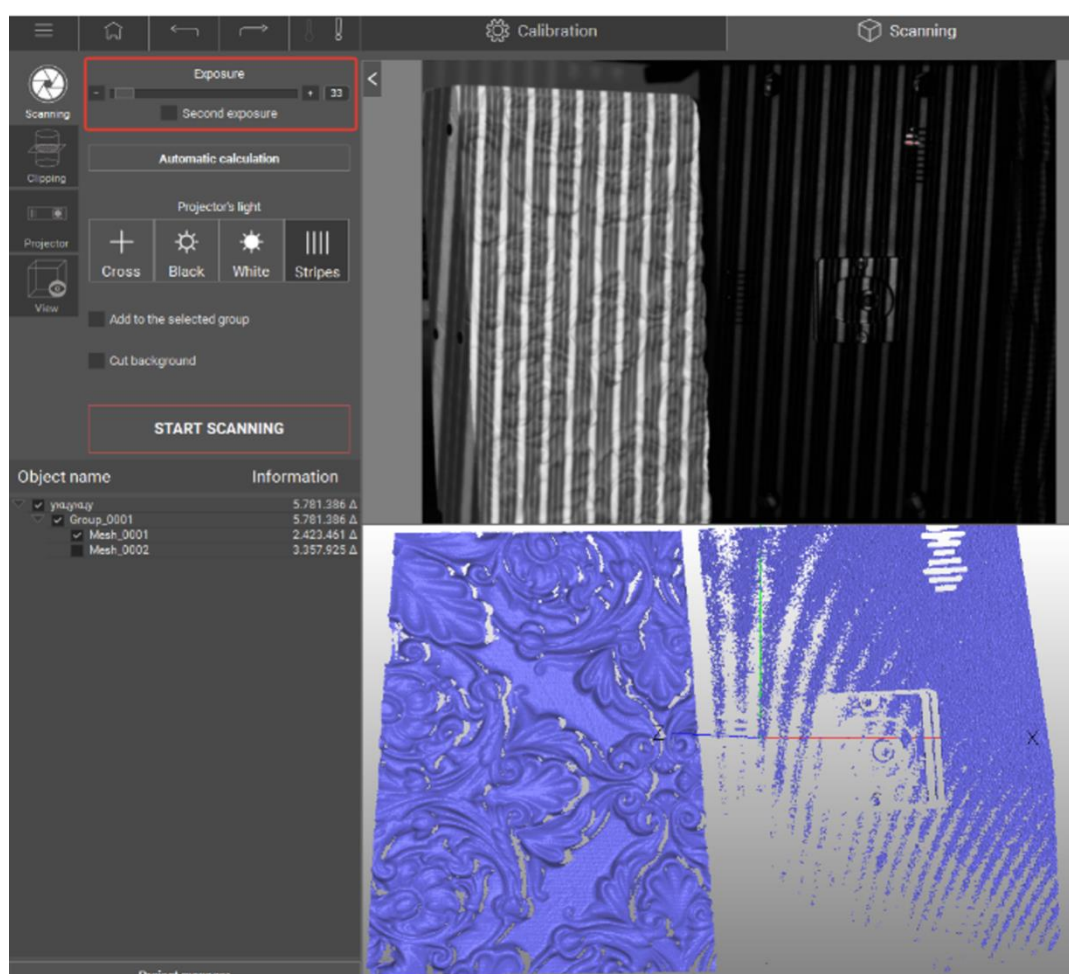 Calibration
Scanning
Exposure
- + 33
Second exposure
Scanning
Automatic calculation
Clipping
Projector's light
Projector
Cross Black White Stripes
View
Add to the selected group
Cut background
START SCANNING
Object name Information
5.781.386 Δ
Group_0001 5.781.386 Δ
Mesh_0001 2.423.461 Δ
Mesh_0002 3.357.925 Δ
X